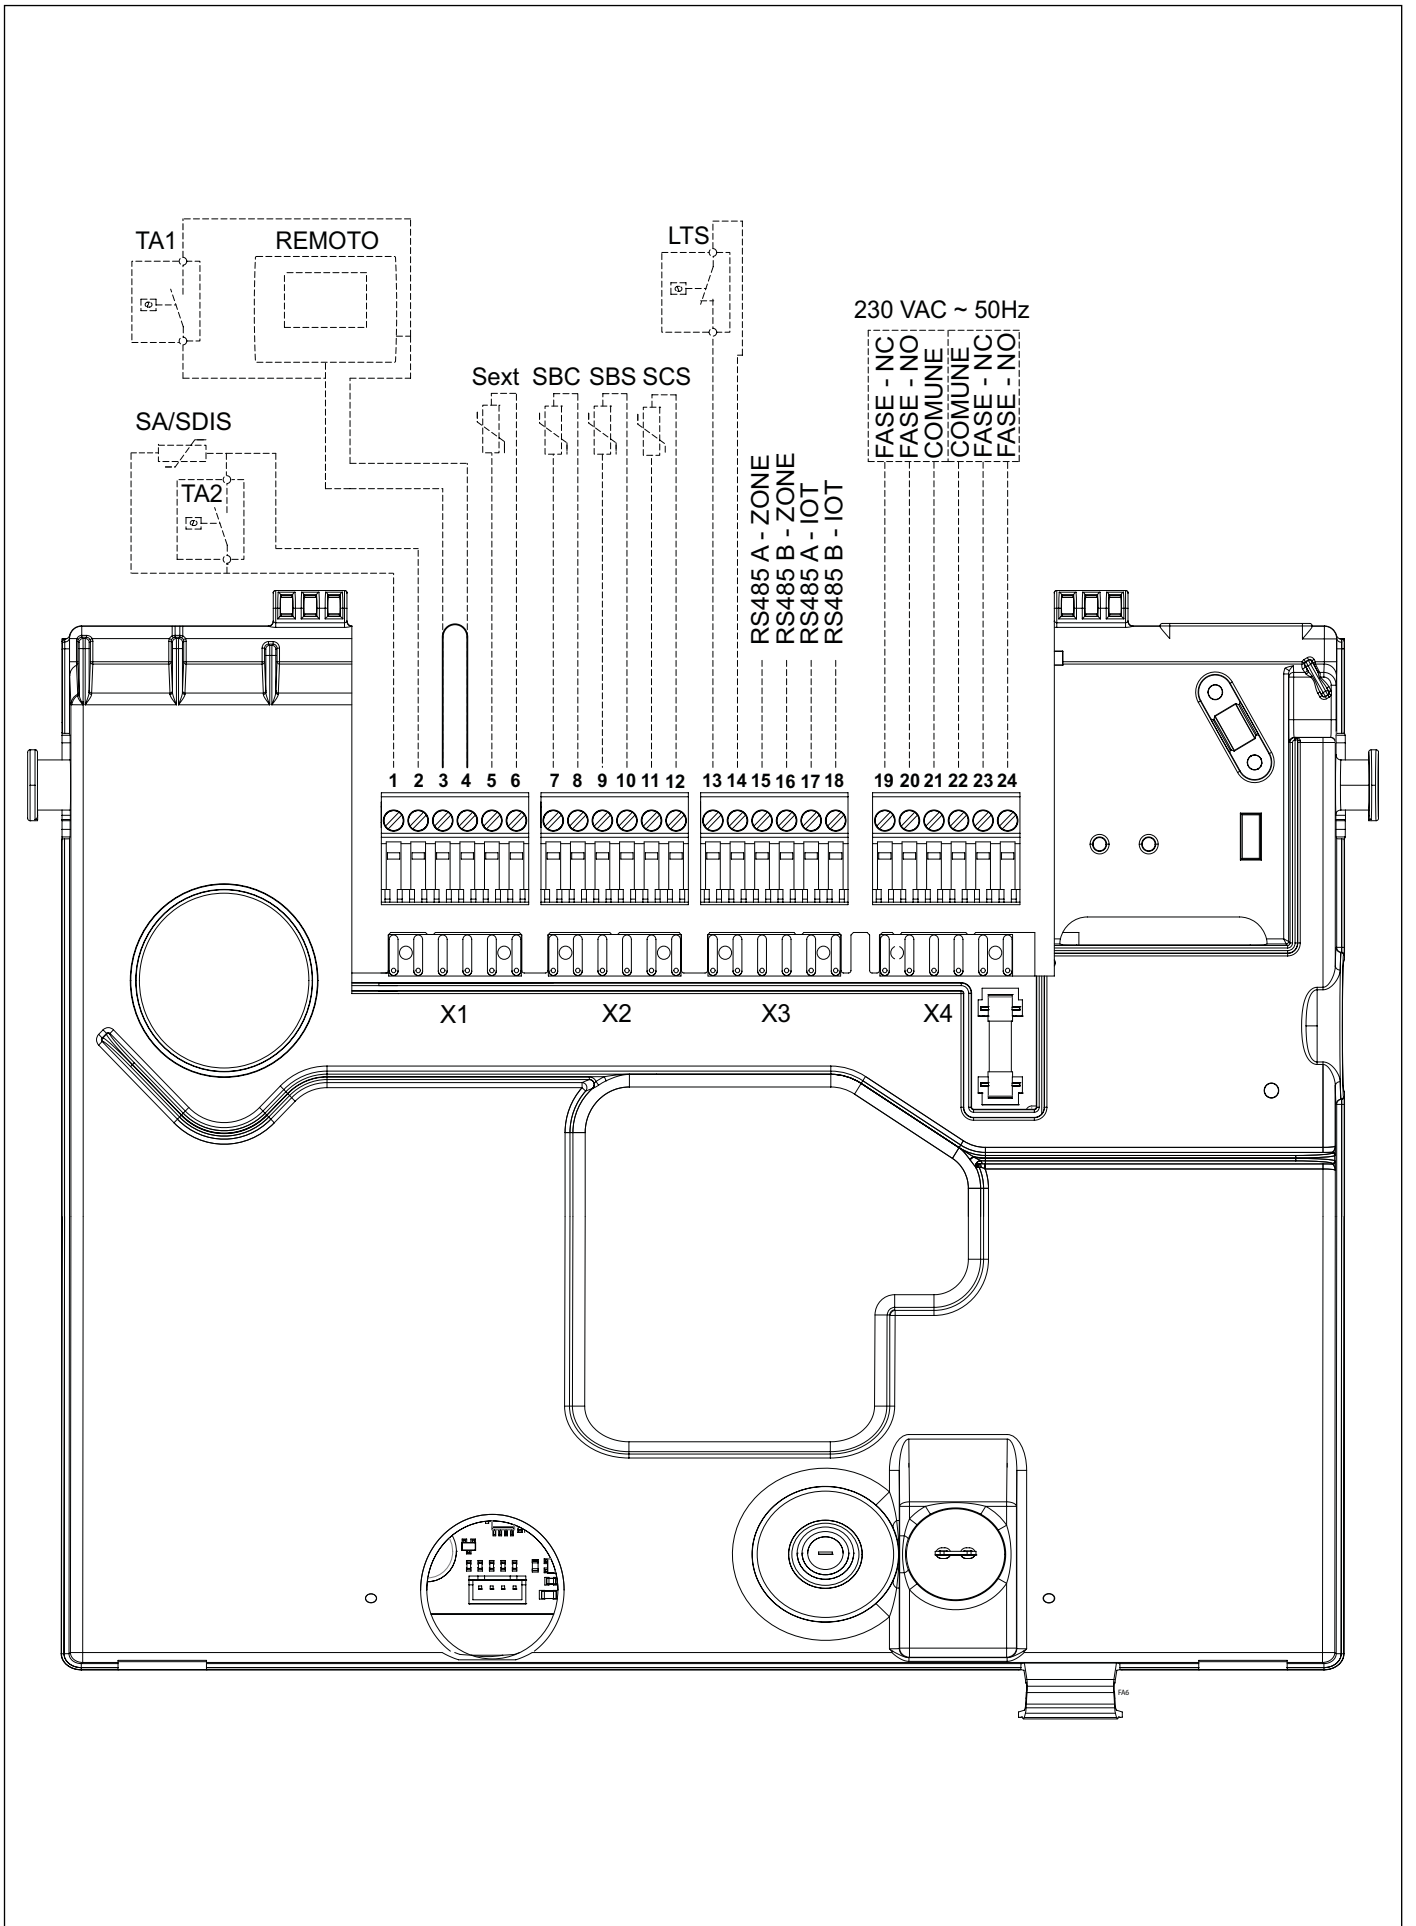 TA1
REMOTO
LTS
230 VAC ~ 50Hz
FASE - NC
FASE - NO
COMUNE
COMUNE
FASE - NC
FASE - NO
Sext
SBC
SBS
SCS
SA/SDIS
TA2
RS485 A - ZONE
RS485 B - ZONE
RS485 A - IOT
RS485 B - IOT
1 2 3 4 5 6
7 8 9 10 11 12
13 14 15 16 17 18
19 20 21 22 23 24
X1
X2
X3
X4
FA6